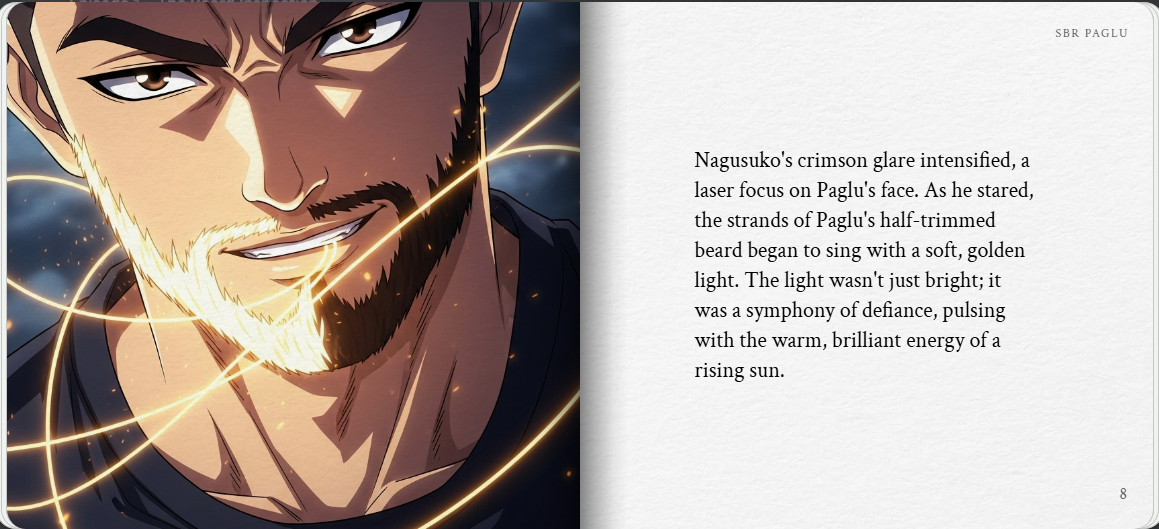 SBR PAGLU
Nagusuko's crimson glare intensified, a
laser focus on Paglu's face. As he stared,
the strands of Paglu's half-trimmed
beard began to sing with a soft, golden
light. The light wasn't just bright; it
was a symphony of defiance, pulsing
with the warm, brilliant energy of a
rising sun.
8